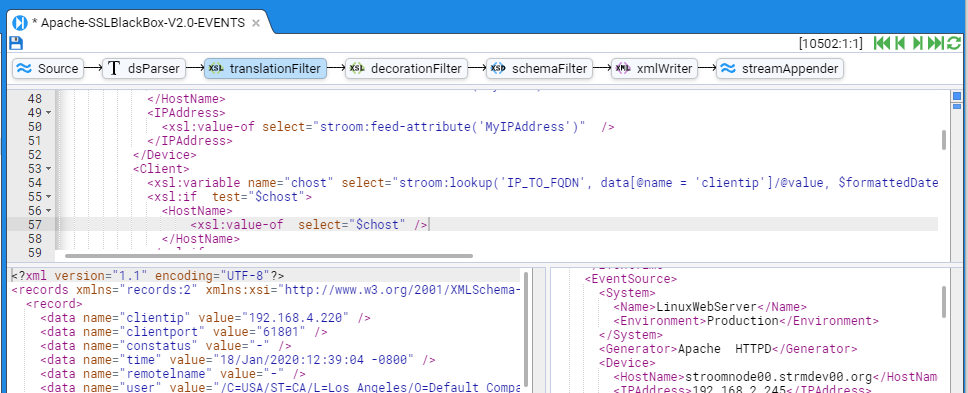 * Apache-SSLBlackBox-V2.0-EVENTS ×
[10502:1:1]
Source
dsParser
XSL translationFilter
XSL decorationFilter
XSD schemaFilter
XML xmlWriter
streamAppender
48 </HostName>
49 <IPAddress>
50 <xsl:value-of select="stroom:feed-attribute('MyIPAddress')"  />
51 </IPAddress>
52 </Device>
53 <Client>
54 <xsl:variable name="chost" select="stroom:lookup('IP_TO_FQDN', data[@name = 'clientip']/@value, $formattedDate
55 <xsl:if  test="$chost">
56 <HostName>
57 <xsl:value-of  select="$chost" />
58 </HostName>
59
<?xml version="1.1" encoding="UTF-8"?>
<records xmlns="records:2" xmlns:xsi="http://www.w3.org/2001/XMLSchema-
<record>
<data name="clientip" value="192.168.4.220" />
<data name="clientport" value="61801" />
<data name="constatus" value="-" />
<data name="time" value="18/Jan/2020:12:39:04 -0800" />
<data name="remotelname" value="-" />
<data name="user" value="/C=USA/ST=CA/L=Los Angeles/O=Default Compa
<EventSource>
<System>
<Name>LinuxWebServer</Name>
<Environment>Production</Environment>
</System>
<Generator>Apache  HTTPD</Generator>
<Device>
<HostName>stroomnode00.strmdev00.org</HostNam
<IPAddress>192.168.2.245</IPAddress>